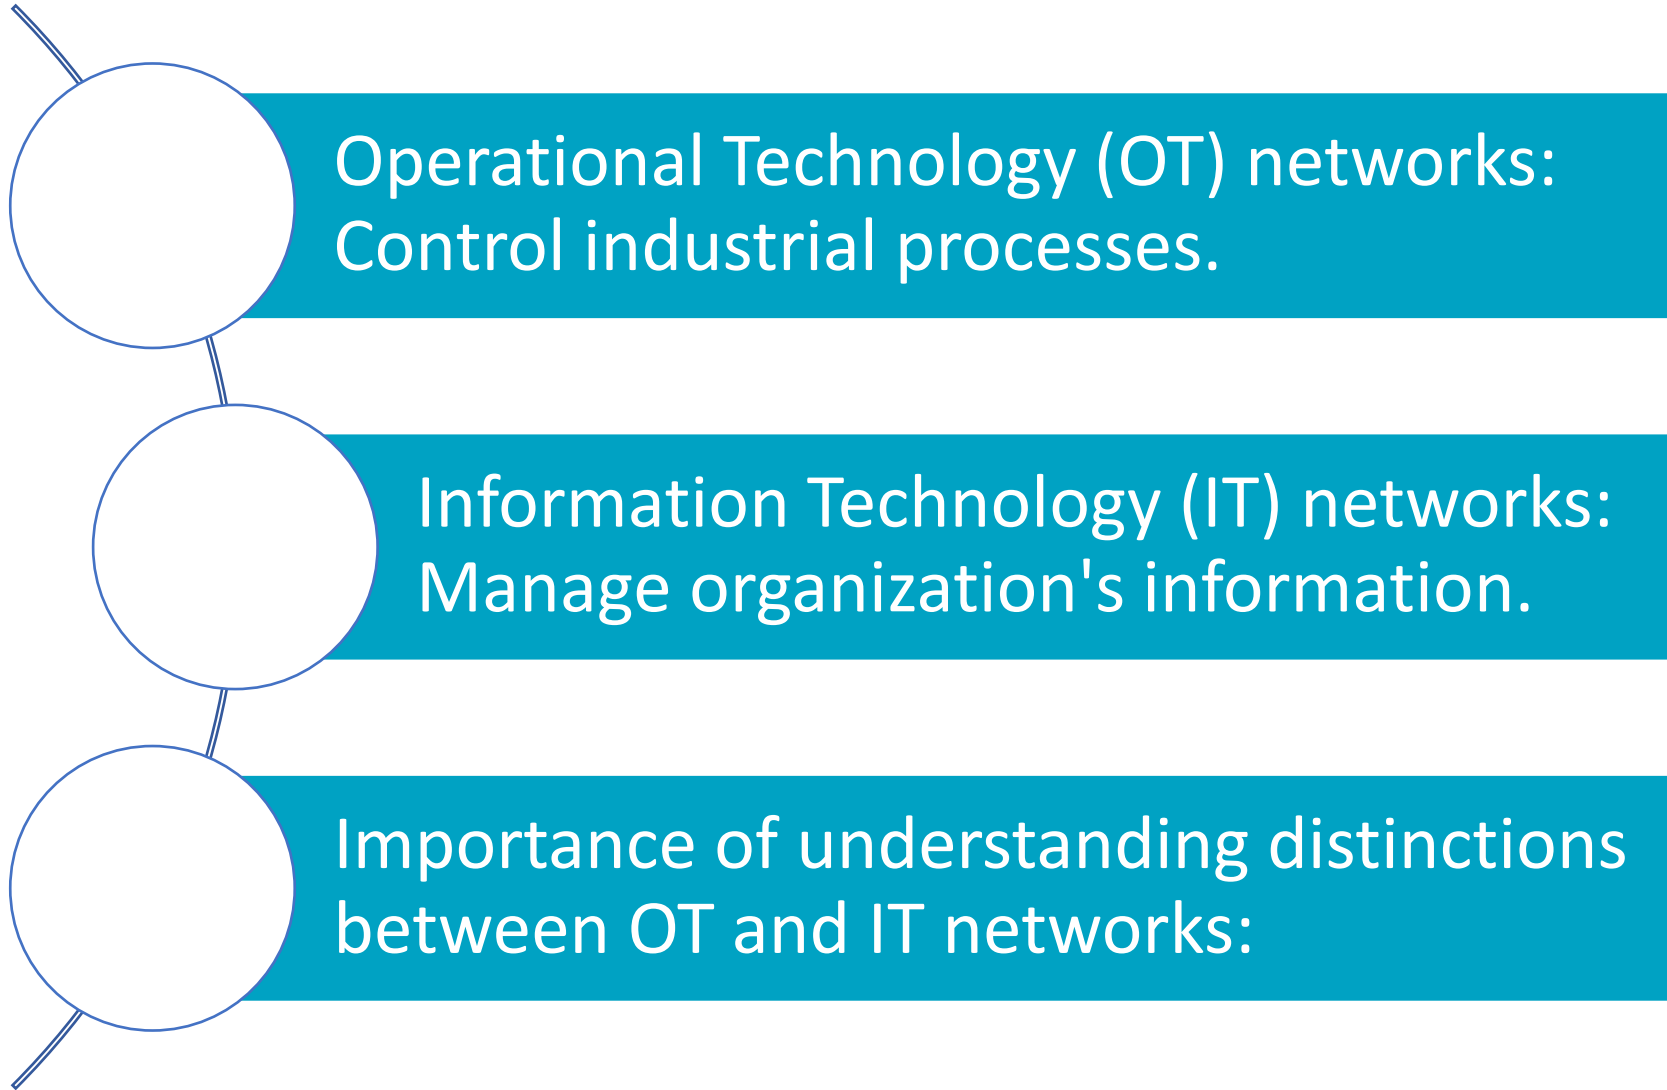 Operational Technology (OT) networks:
Control industrial processes.
Information Technology (IT) networks:
Manage organization's information.
Importance of understanding distinctions
between OT and IT networks: